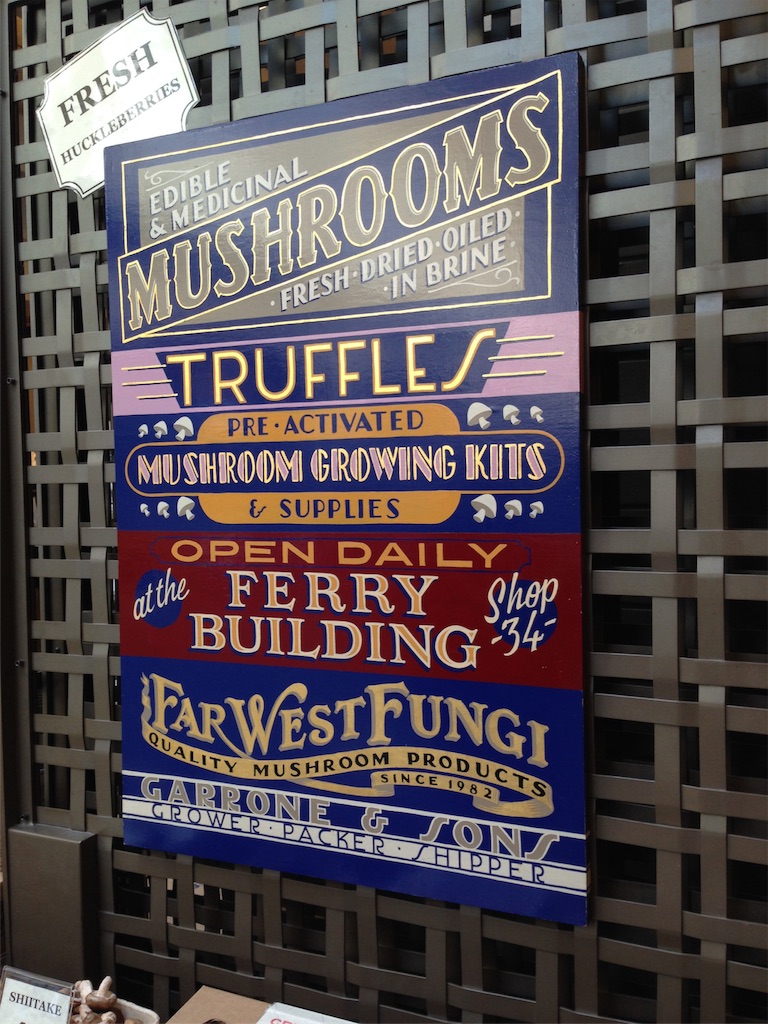 FRESH
HUCKLEBERRIES
EDIBLE
& MEDICINAL
MUSHROOMS
· FRESH · DRIED · OILED ·
· IN BRINE ·
TRUFFLES
PRE · ACTIVATED
MUSHROOM GROWING KITS
& SUPPLIES
OPEN DAILY
at the
FERRY
BUILDING
Shop
-34-
FAR WEST FUNGI
QUALITY MUSHROOM PRODUCTS
SINCE 1982
GARRONE & SONS
GROWER · PACKER · SHIPPER
SHIITAKE